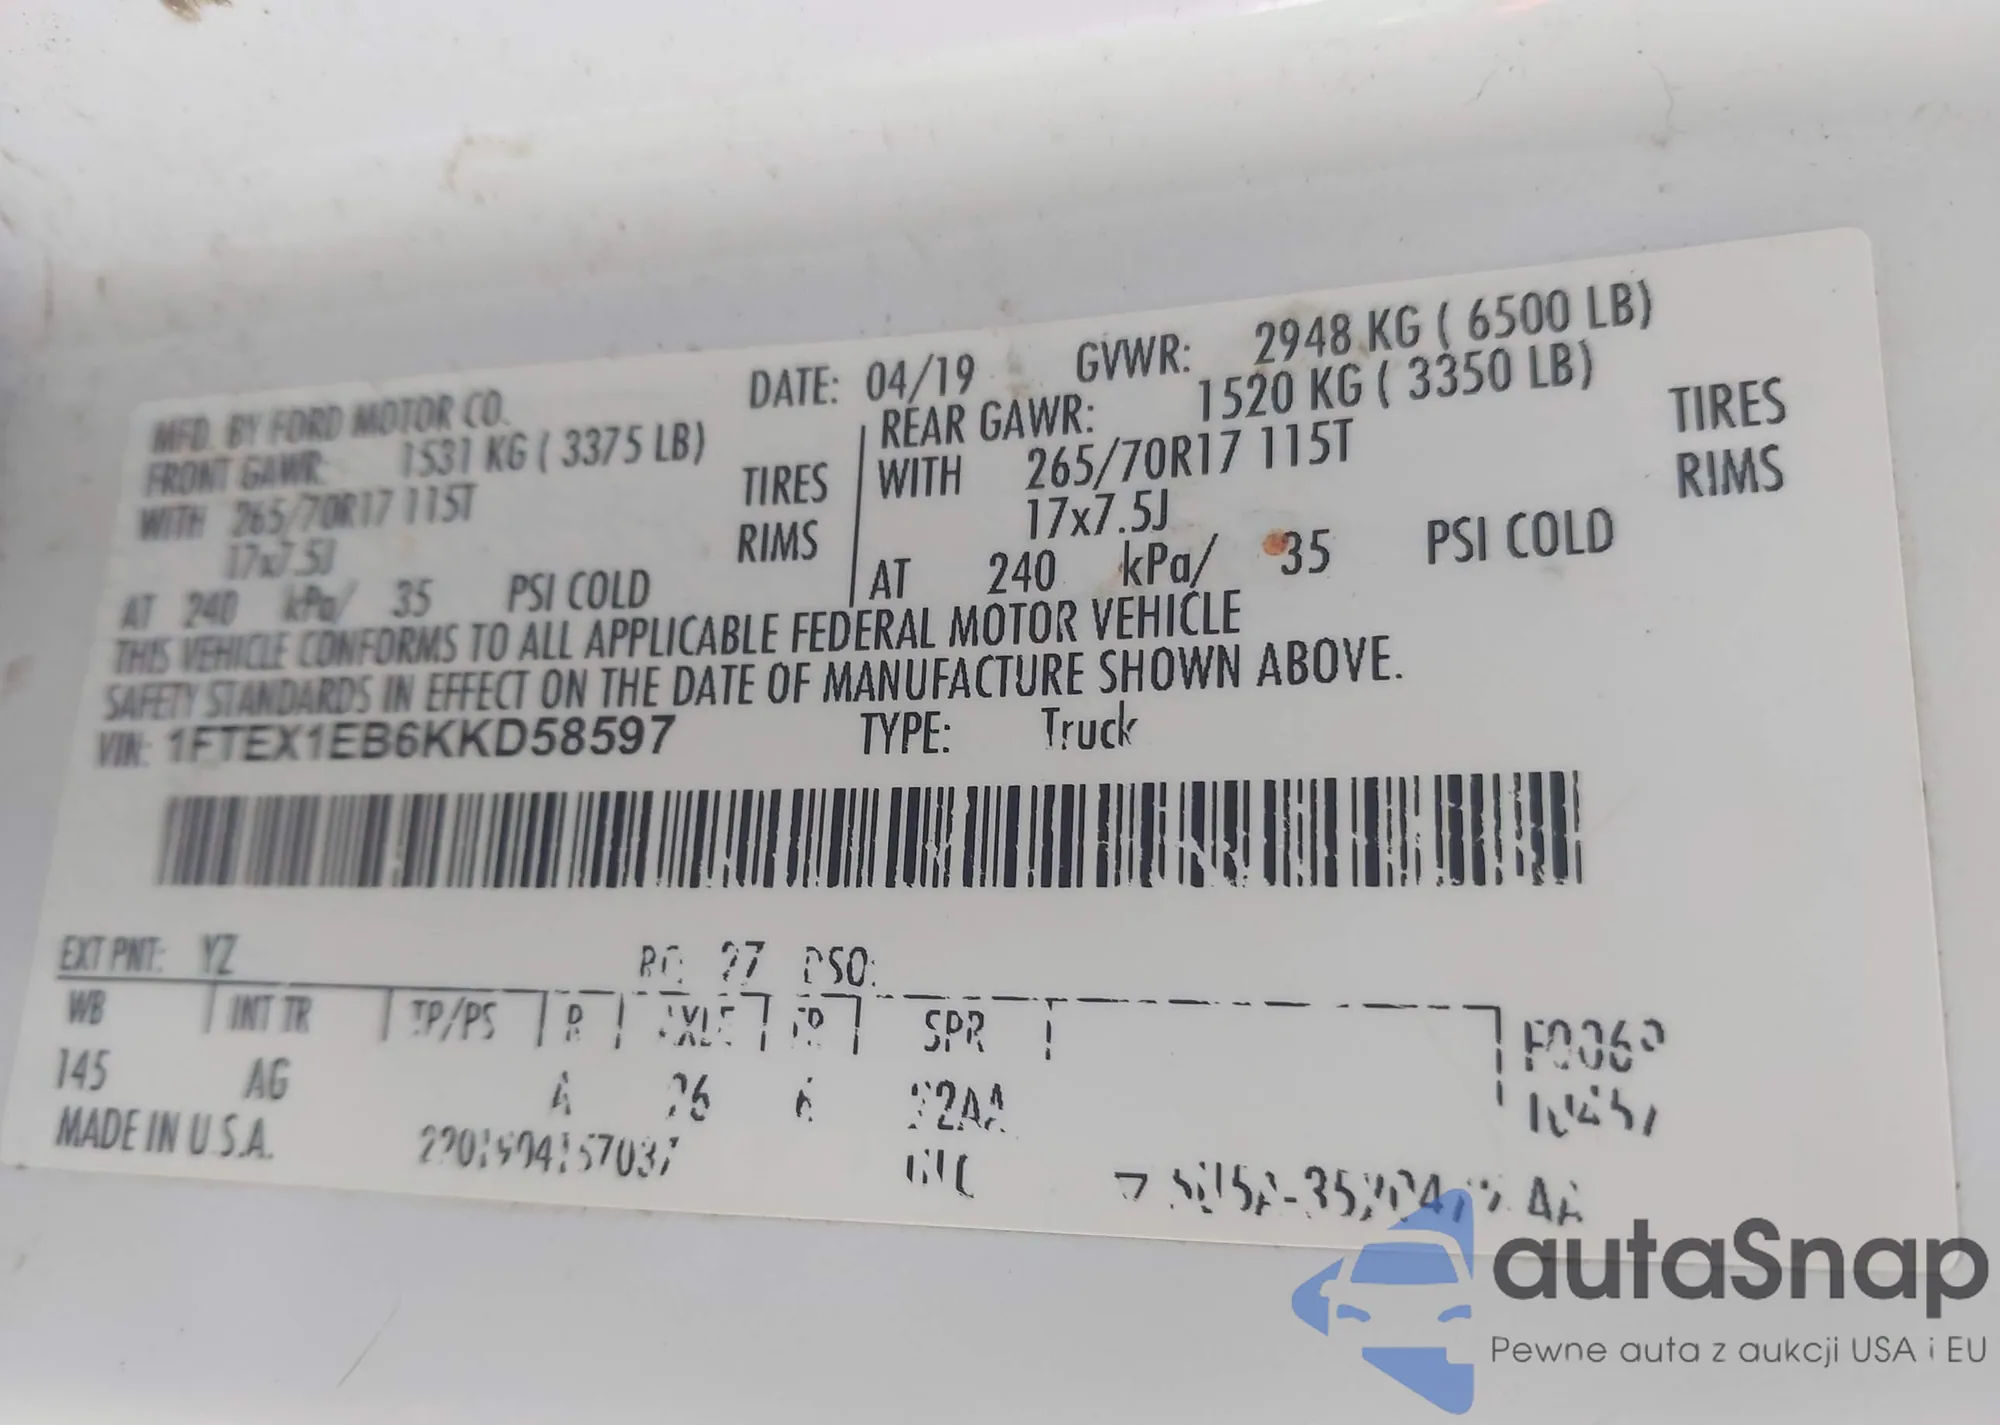 MFD. BY FORD MOTOR CO.
DATE: 04/19
GVWR: 2948 KG ( 6500 LB)
FRONT GAWR: 1531 KG ( 3375 LB)
WITH 265/70R17 115T TIRES
17x7.5J RIMS
AT 240 kPa/ 35 PSI COLD
REAR GAWR: 1520 KG ( 3350 LB)
WITH 265/70R17 115T TIRES
17x7.5J RIMS
AT 240 kPa/ 35 PSI COLD
THIS VEHICLE CONFORMS TO ALL APPLICABLE FEDERAL MOTOR VEHICLE
SAFETY STANDARDS IN EFFECT ON THE DATE OF MANUFACTURE SHOWN ABOVE.
VIN: 1FTEX1EB6KKD58597 TYPE: Truck
EXT PNT: YZ DSO:
WB INT TR TP/PS R AXLE SPR
145 AG A 26
MADE IN U.S.A.
autaSnap
Pewne auta z aukcji USA i EU